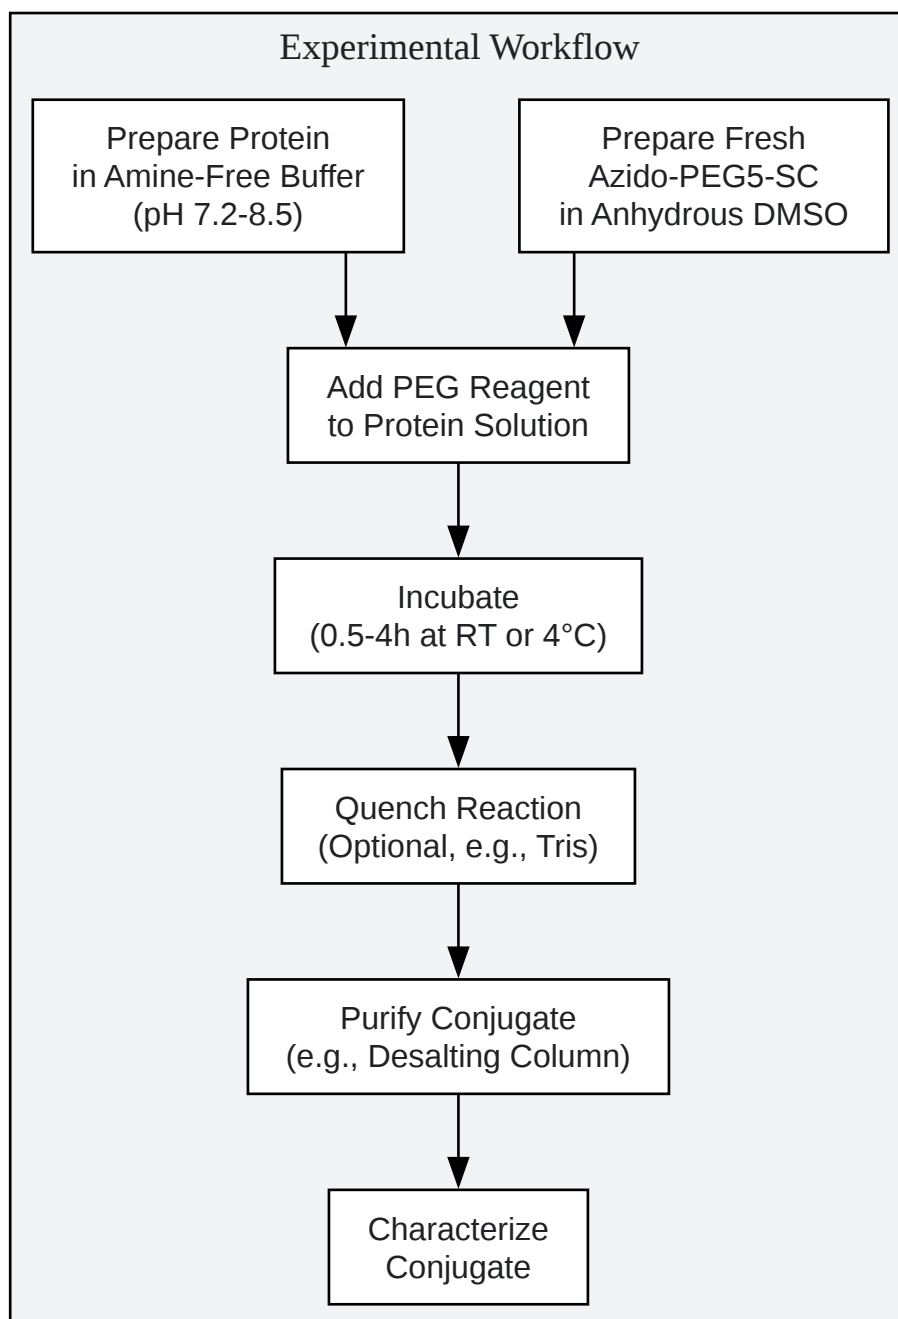 Experimental Workflow
Prepare Protein
in Amine-Free Buffer
(pH 7.2-8.5)
Prepare Fresh
Azido-PEG5-SC
in Anhydrous DMSO
Add PEG Reagent
to Protein Solution
Incubate
(0.5-4h at RT or 4°C)
Quench Reaction
(Optional, e.g., Tris)
Purify Conjugate
(e.g., Desalting Column)
Characterize
Conjugate